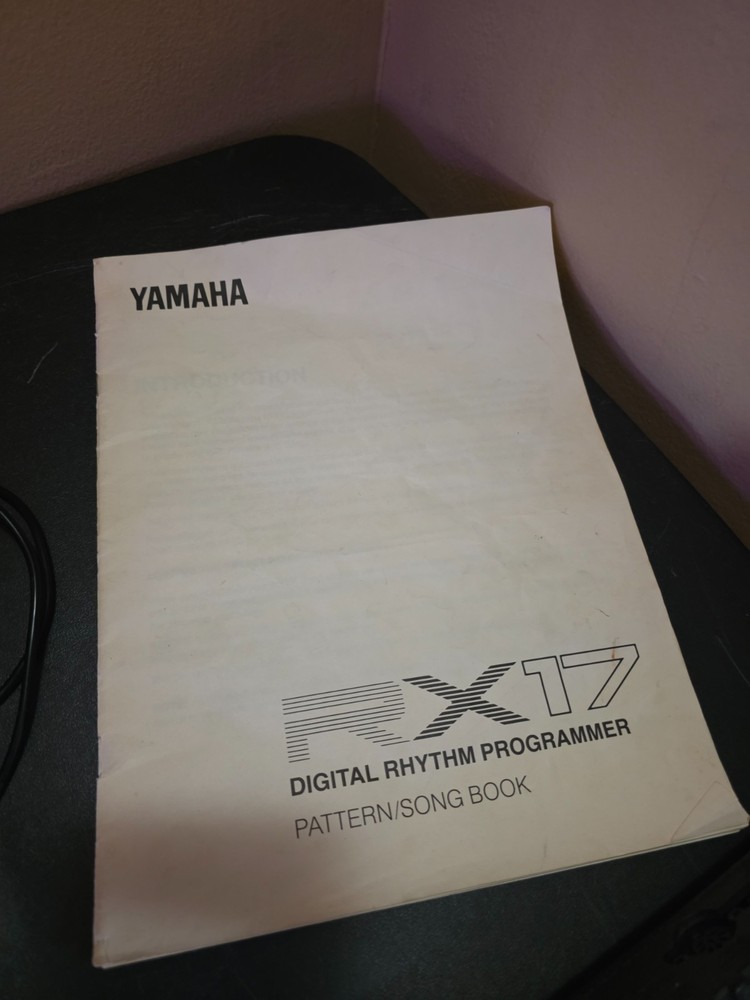 YAMAHA
RX17
DIGITAL RHYTHM PROGRAMMER
PATTERN/SONG BOOK